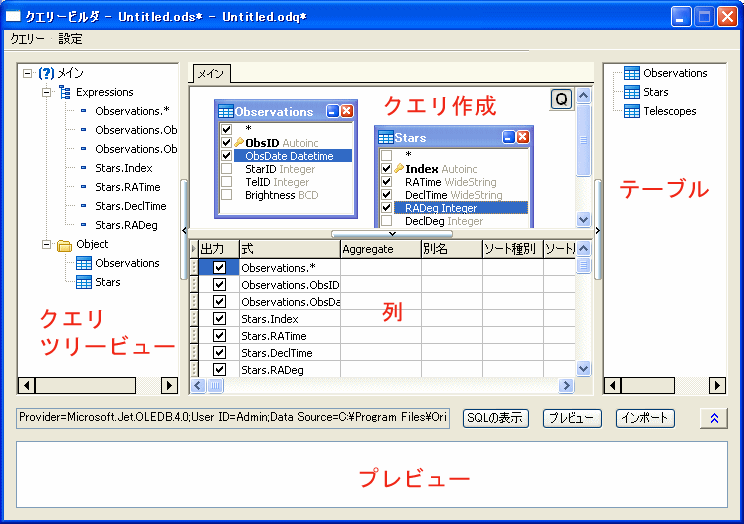 クエリービルダ - Untitled.ods* - Untitled.odq*
クエリー 設定
メイン
Expressions
Observations.*
Observations.Ob
Observations.Ob
Stars.Index
Stars.RATime
Stars.DeclTime
Stars.RADeg
Object
Observations
Stars
クエリ
ツリービュー
メイン
Q
クエリ作成
Observations
*
ObsID Autoinc
ObsDate Datetime
StarID Integer
TelID Integer
Brightness BCD
Stars
*
Index Autoinc
RATime WideString
DeclTime WideString
RADeg Integer
DeclDeg Integer
出力 式 Aggregate 別名 ソート種別 ソート
Observations.*
Observations.ObsID
Observations.ObsDa
Stars.Index
Stars.RATime
Stars.DeclTime
Stars.RADeg
列
Observations
Stars
Telescopes
テーブル
Provider=Microsoft.Jet.OLEDB.4.0;User ID=Admin;Data Source=C:¥Program Files¥Ori
SQLの表示 プレビュー インポート
プレビュー